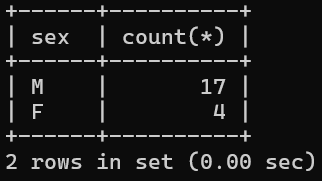 +------+----------+
| sex  | count(*) |
+------+----------+
| M    |       17 |
| F    |        4 |
+------+----------+
2 rows in set (0.00 sec)